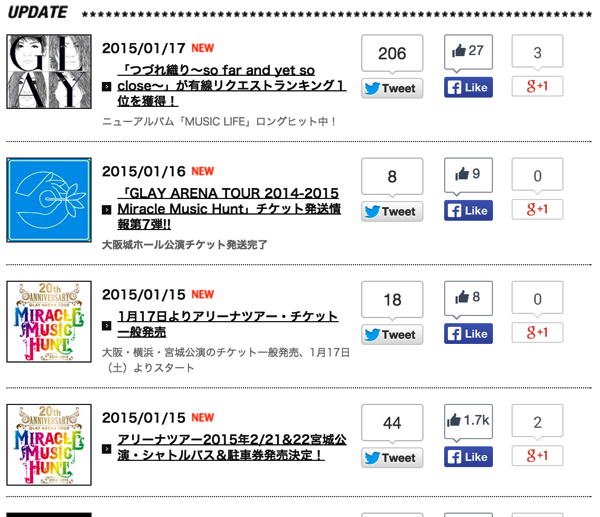 UPDATE ****************************************************************
GLAY
2015/01/17 NEW
「つづれ織り〜so far and yet so
close〜」が有線リクエストランキング１
位を獲得！
ニューアルバム「MUSIC LIFE」ロングヒット中！
206
Tweet
27
Like
3
g+1
2015/01/16 NEW
「GLAY ARENA TOUR 2014-2015
Miracle Music Hunt」チケット発送情
報第7弾!!
大阪城ホール公演チケット発送完了
8
Tweet
9
Like
0
g+1
20th
ANNIVERSARY
GLAY ARENA TOUR
MIRACLE
MUSIC
HUNT
2014-2015
2015/01/15 NEW
1月17日よりアリーナツアー・チケット
一般発売
大阪・横浜・宮城公演のチケット一般発売、1月17日
（土）よりスタート
18
Tweet
8
Like
0
g+1
20th
ANNIVERSARY
GLAY ARENA TOUR
MIRACLE
MUSIC
HUNT
2014-2015
2015/01/15 NEW
アリーナツアー2015年2/21&22宮城公
演・シャトルバス＆駐車券発売決定！
44
Tweet
1.7k
Like
2
g+1